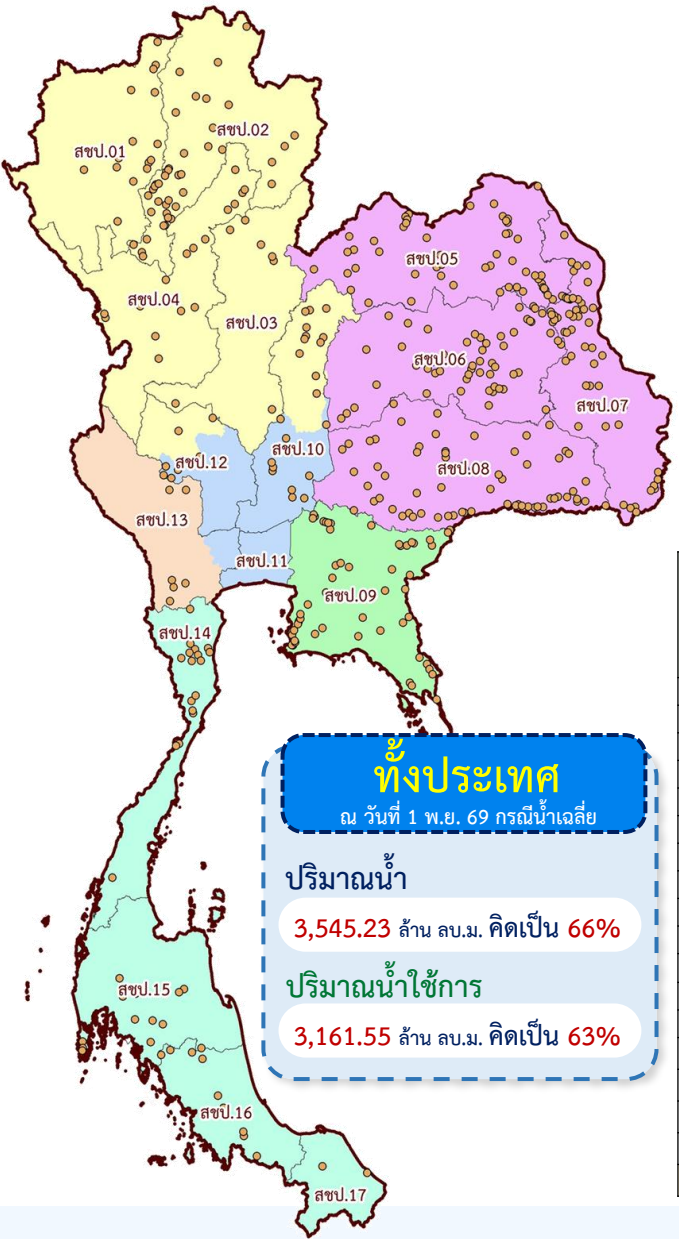 สชป.02
สชป.01
สชป.05
สชป.04
สชป.03
สชป.06
สชป.07
สชป.10
สชป.12
สชป.08
สชป.13
สชป.11
สชป.09
สชป.14
ทั้งประเทศ
ณ วันที่ 1 พ.ย. 69 กรณีน้ำเฉลี่ย
ปริมาณน้ำ
3,545.23 ล้าน ลบ.ม. คิดเป็น 66%
ปริมาณน้ำใช้การ
3,161.55 ล้าน ลบ.ม. คิดเป็น 63%
สชป.15
สชป.16
สชป.17